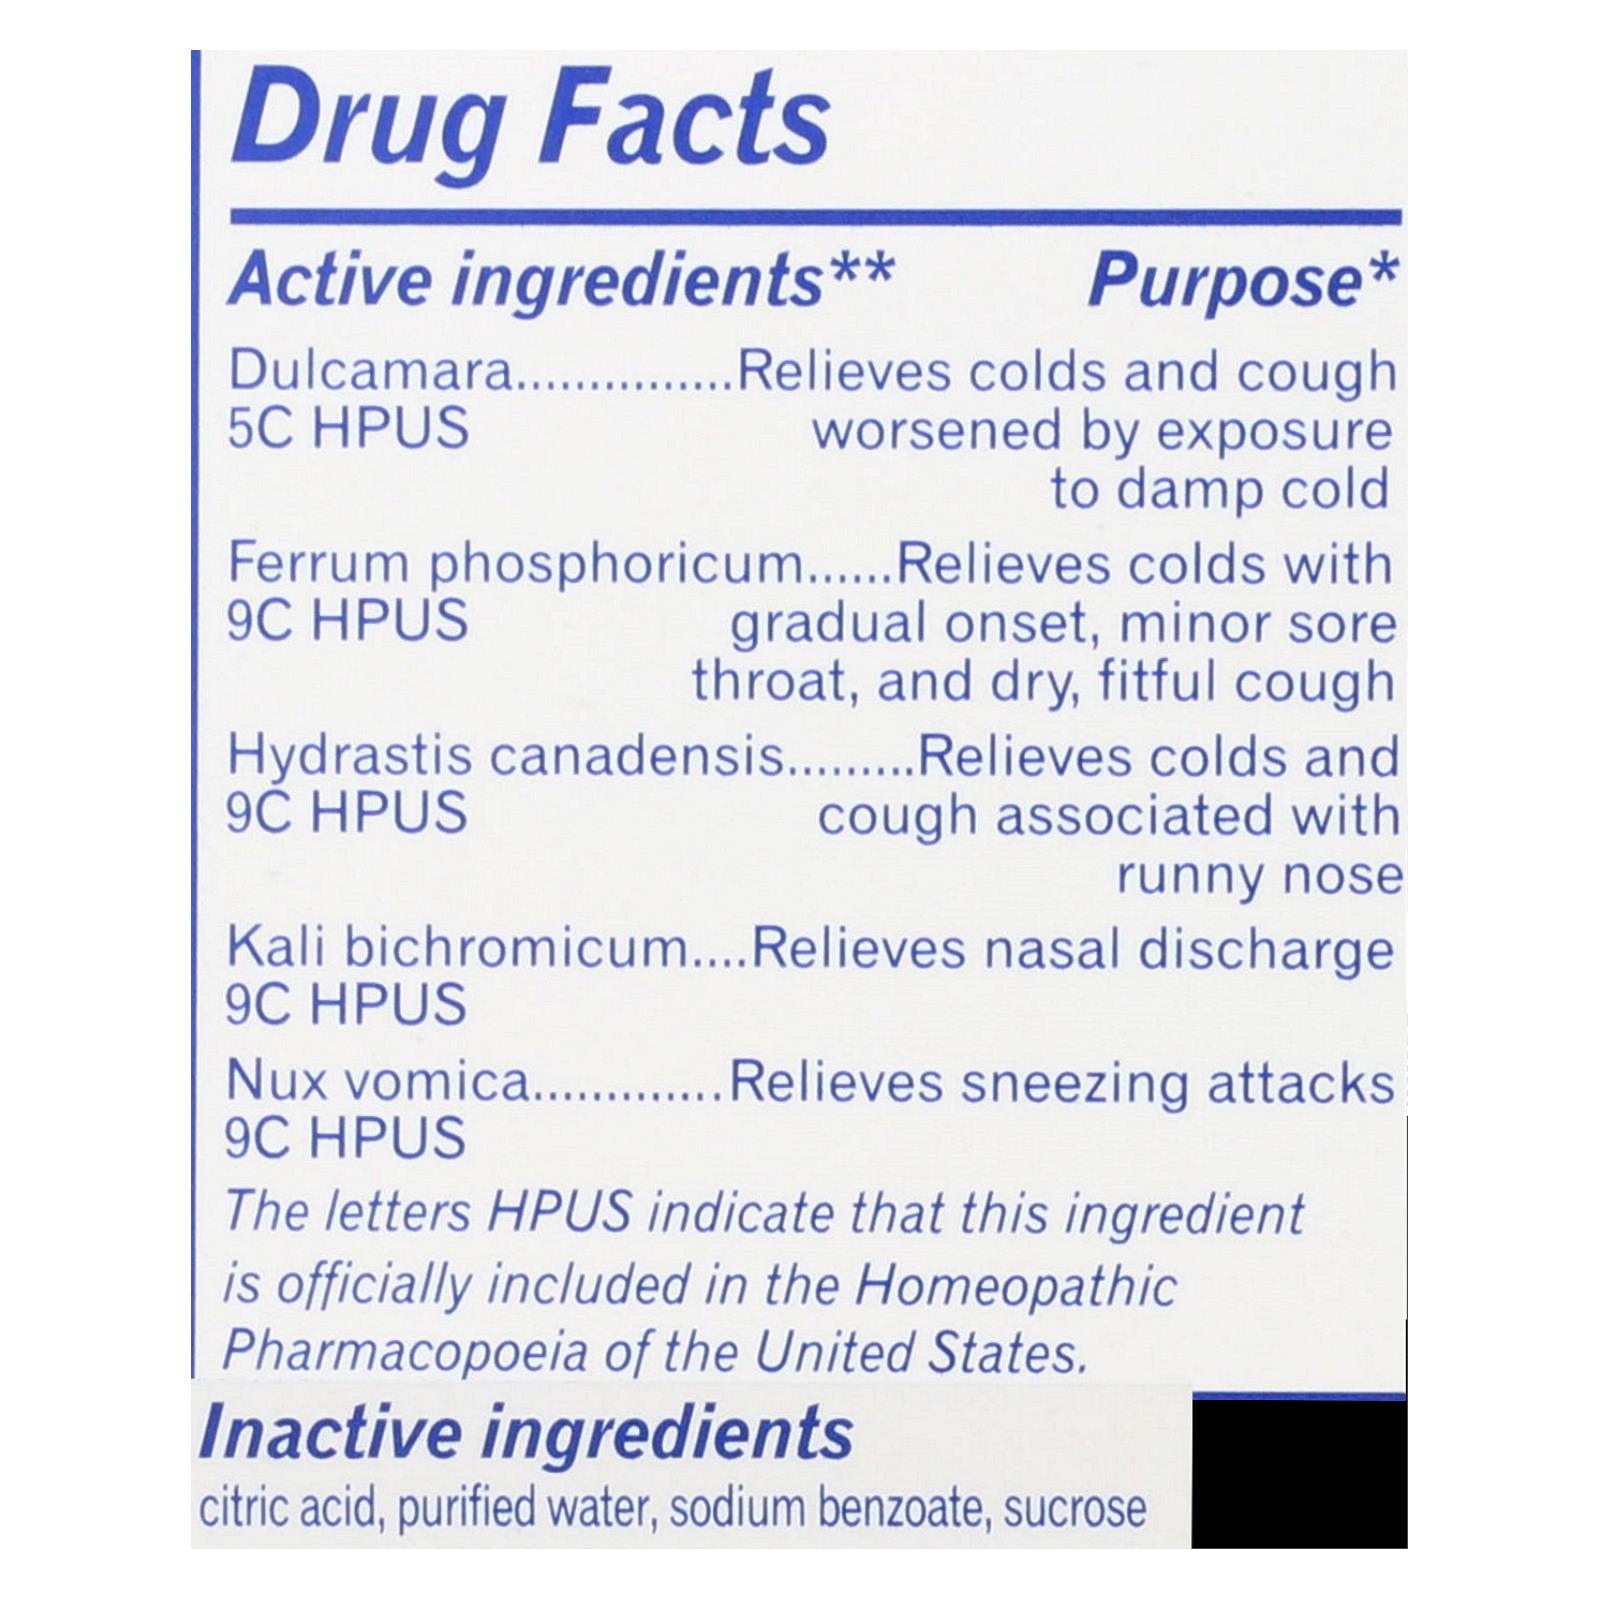 Drug Facts
Active ingredients** Purpose*
Dulcamara...............Relieves colds and cough
5C HPUS worsened by exposure
to damp cold
Ferrum phosphoricum......Relieves colds with
9C HPUS gradual onset, minor sore
throat, and dry, fitful cough
Hydrastis canadensis.........Relieves colds and
9C HPUS cough associated with
runny nose
Kali bichromicum....Relieves nasal discharge
9C HPUS
Nux vomica.............Relieves sneezing attacks
9C HPUS
The letters HPUS indicate that this ingredient
is officially included in the Homeopathic
Pharmacopoeia of the United States.
Inactive ingredients
citric acid, purified water, sodium benzoate, sucrose